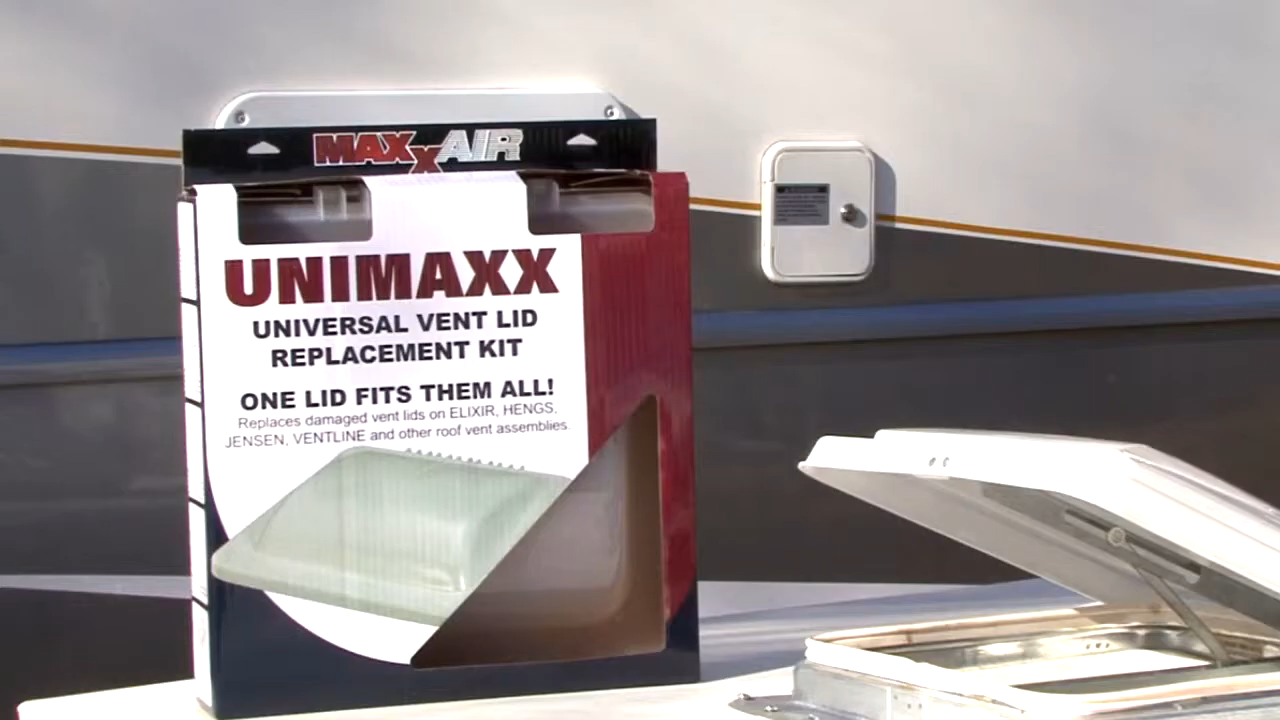 MAXXAIR
UNIMAXX
UNIVERSAL VENT LID
REPLACEMENT KIT
ONE LID FITS THEM ALL!
Replaces damaged vent lids on ELIXIR, HENGS,
JENSEN, VENTLINE and other roof vent assemblies.